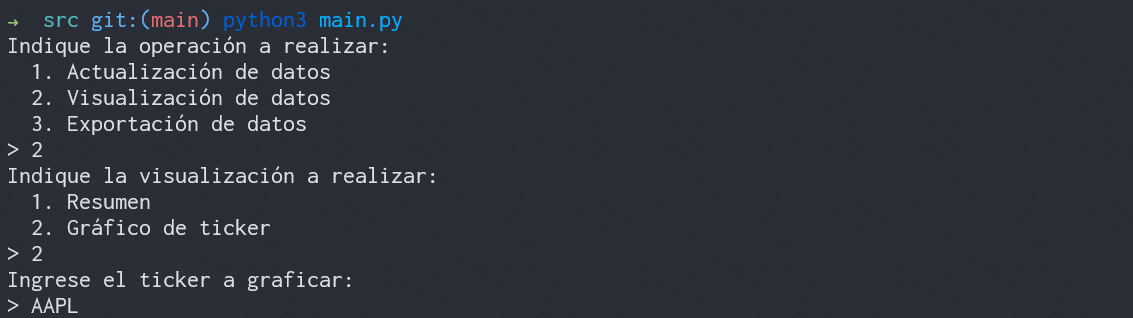 → src git:(main) python3 main.py
Indique la operación a realizar:
  1. Actualización de datos
  2. Visualización de datos
  3. Exportación de datos
> 2
Indique la visualización a realizar:
  1. Resumen
  2. Gráfico de ticker
> 2
Ingrese el ticker a graficar:
> AAPL